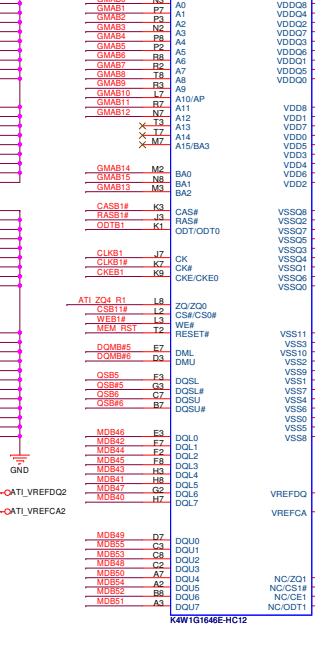 N3 A0 VDDQ8
GMAB1 P7 A1 VDDQ4
GMAB2 P3 A2 VDDQ2
GMAB3 N2 A3 VDDQ7
GMAB4 P8 A4 VDDQ3
GMAB5 P2 A5 VDDQ6
GMAB6 R8 A6 VDDQ1
GMAB7 R2 A7 VDDQ5
GMAB8 T8 A8 VDDQ0
GMAB9 R3 A9
GMAB10 L7 A10/AP
GMAB11 R7 A11 VDD8
GMAB12 N7 A12 VDD1
T3 A13 VDD7
T7 A14 VDD0
M7 A15/BA3 VDD5
VDD3
VDD4
GMAB14 M2 BA0 VDD6
GMAB15 N8 BA1 VDD2
GMAB13 M3 BA2
CASB1# K3 CAS# VSSQ8
RASB1# J3 RAS# VSSQ2
ODTB1 K1 ODT/ODT0 VSSQ7
VSSQ5
VSSQ3
CLKB1 J7 CK VSSQ4
CLKB1# K7 CK# VSSQ1
CKEB1 K9 CKE/CKE0 VSSQ6
VSSQ0
ATI_ZQ4_R1 L8 ZQ/ZQ0
CSB11# L2 CS#/CS0#
WEB1# L3 WE#
MEM_RST T2 RESET# VSS11
VSS3
DQMB#5 E7 DML VSS10
DQMB#6 D3 DMU VSS2
VSS9
QSB5 F3 DQSL VSS1
QSB#5 G3 DQSL# VSS7
QSB6 C7 DQSU VSS4
QSB#6 B7 DQSU# VSS6
VSS0
VSS5
MDB46 E3 DQL0 VSS8
MDB42 F7 DQL1
MDB44 F2 DQL2
MDB45 F8 DQL3
MDB43 H3 DQL4
MDB41 H8 DQL5
MDB47 G2 DQL6 VREFDQ
MDB40 H7 DQL7
VREFCA
GND
ATI_VREFDQ2
ATI_VREFCA2
MDB49 D7 DQU0
MDB55 C3 DQU1
MDB53 C8 DQU2
MDB48 C2 DQU3
MDB50 A7 DQU4 NC/ZQ1
MDB54 A2 DQU5 NC/CS1#
MDB52 B8 DQU6 NC/CE1
MDB51 A3 DQU7 NC/ODT1
K4W1G1646E-HC12